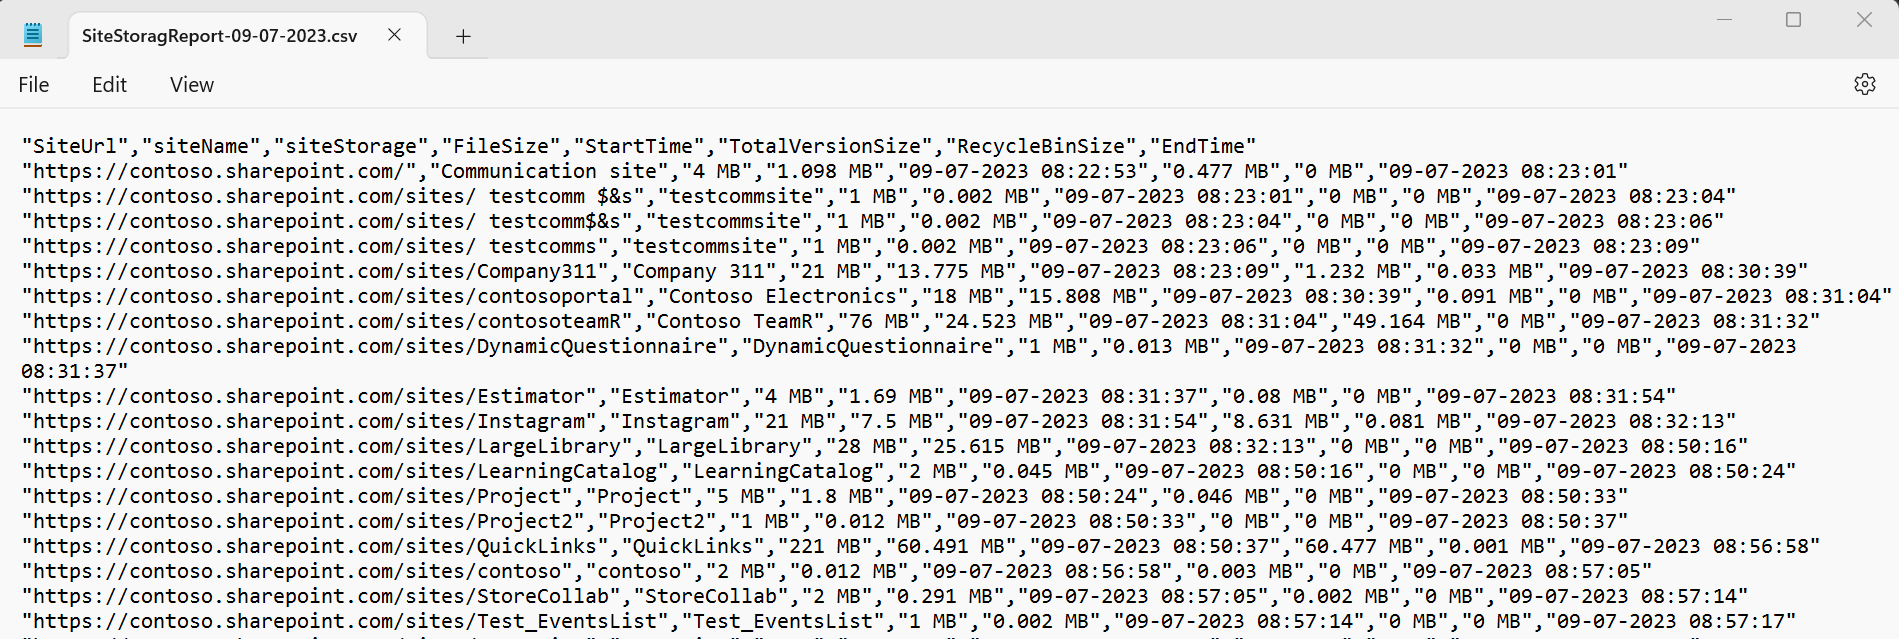 SiteStoragReport-09-07-2023.csv
File Edit View
"SiteUrl","siteName","siteStorage","FileSize","StartTime","TotalVersionSize","RecycleBinSize","EndTime"
"https://contoso.sharepoint.com/","Communication site","4 MB","1.098 MB","09-07-2023 08:22:53","0.477 MB","0 MB","09-07-2023 08:23:01"
"https://contoso.sharepoint.com/sites/ testcomm $&s","testcommsite","1 MB","0.002 MB","09-07-2023 08:23:01","0 MB","0 MB","09-07-2023 08:23:04"
"https://contoso.sharepoint.com/sites/ testcomm$&s","testcommsite","1 MB","0.002 MB","09-07-2023 08:23:04","0 MB","0 MB","09-07-2023 08:23:06"
"https://contoso.sharepoint.com/sites/ testcomms","testcommsite","1 MB","0.002 MB","09-07-2023 08:23:06","0 MB","0 MB","09-07-2023 08:23:09"
"https://contoso.sharepoint.com/sites/Company311","Company 311","21 MB","13.775 MB","09-07-2023 08:23:09","1.232 MB","0.033 MB","09-07-2023 08:30:39"
"https://contoso.sharepoint.com/sites/contosoportal","Contoso Electronics","18 MB","15.808 MB","09-07-2023 08:30:39","0.091 MB","0 MB","09-07-2023 08:31:04"
"https://contoso.sharepoint.com/sites/contosoteamR","Contoso TeamR","76 MB","24.523 MB","09-07-2023 08:31:04","49.164 MB","0 MB","09-07-2023 08:31:32"
"https://contoso.sharepoint.com/sites/DynamicQuestionnaire","DynamicQuestionnaire","1 MB","0.013 MB","09-07-2023 08:31:32","0 MB","0 MB","09-07-2023
08:31:37"
"https://contoso.sharepoint.com/sites/Estimator","Estimator","4 MB","1.69 MB","09-07-2023 08:31:37","0.08 MB","0 MB","09-07-2023 08:31:54"
"https://contoso.sharepoint.com/sites/Instagram","Instagram","21 MB","7.5 MB","09-07-2023 08:31:54","8.631 MB","0.081 MB","09-07-2023 08:32:13"
"https://contoso.sharepoint.com/sites/LargeLibrary","LargeLibrary","28 MB","25.615 MB","09-07-2023 08:32:13","0 MB","0 MB","09-07-2023 08:50:16"
"https://contoso.sharepoint.com/sites/LearningCatalog","LearningCatalog","2 MB","0.045 MB","09-07-2023 08:50:16","0 MB","0 MB","09-07-2023 08:50:24"
"https://contoso.sharepoint.com/sites/Project","Project","5 MB","1.8 MB","09-07-2023 08:50:24","0.046 MB","0 MB","09-07-2023 08:50:33"
"https://contoso.sharepoint.com/sites/Project2","Project2","1 MB","0.012 MB","09-07-2023 08:50:33","0 MB","0 MB","09-07-2023 08:50:37"
"https://contoso.sharepoint.com/sites/QuickLinks","QuickLinks","221 MB","60.491 MB","09-07-2023 08:50:37","60.477 MB","0.001 MB","09-07-2023 08:56:58"
"https://contoso.sharepoint.com/sites/contoso","contoso","2 MB","0.012 MB","09-07-2023 08:56:58","0.003 MB","0 MB","09-07-2023 08:57:05"
"https://contoso.sharepoint.com/sites/StoreCollab","StoreCollab","2 MB","0.291 MB","09-07-2023 08:57:05","0.002 MB","0 MB","09-07-2023 08:57:14"
"https://contoso.sharepoint.com/sites/Test_EventsList","Test_EventsList","1 MB","0.002 MB","09-07-2023 08:57:14","0 MB","0 MB","09-07-2023 08:57:17"